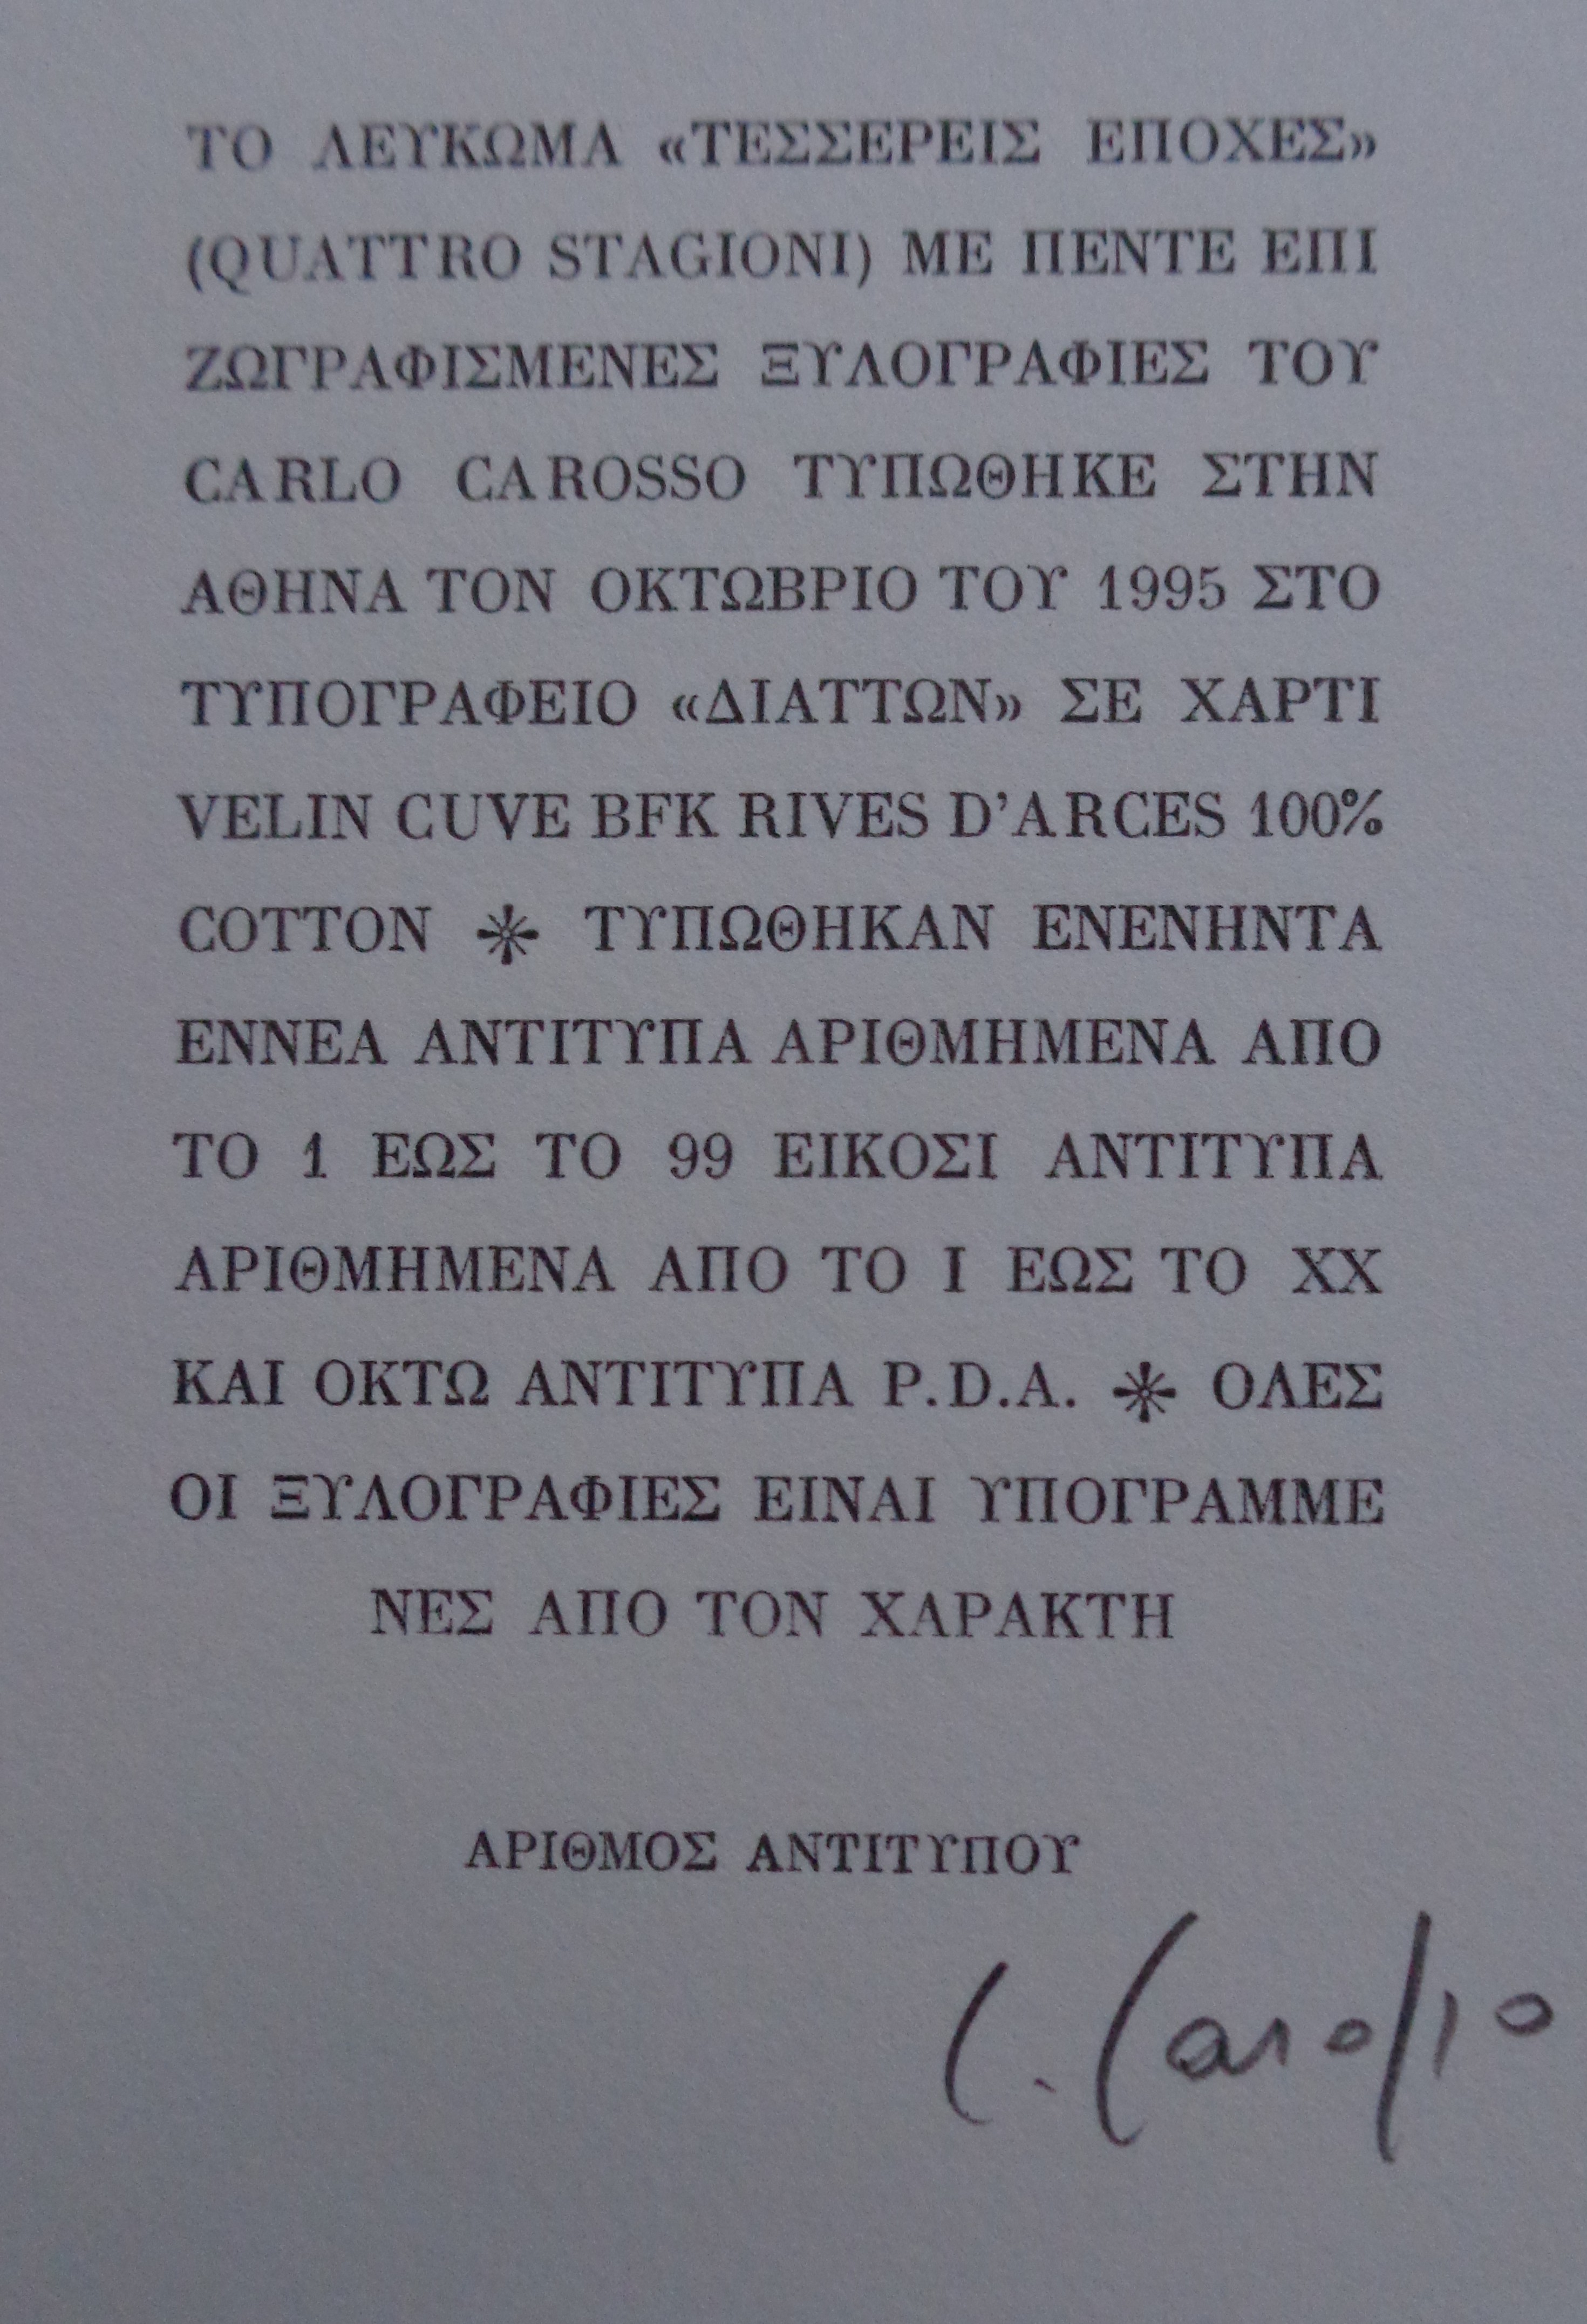 ΤΟ ΛΕΥΚΩΜΑ «ΤΕΣΣΕΡΕΙΣ ΕΠΟΧΕΣ»
(QUATTRO STAGIONI) ΜΕ ΠΕΝΤΕ ΕΠΙ
ΖΩΓΡΑΦΙΣΜΕΝΕΣ ΞΥΛΟΓΡΑΦΙΕΣ ΤΟΥ
CARLO CAROSSO ΤΥΠΩΘΗΚΕ ΣΤΗΝ
ΑΘΗΝΑ ΤΟΝ ΟΚΤΩΒΡΙΟ ΤΟΥ 1995 ΣΤΟ
ΤΥΠΟΓΡΑΦΕΙΟ «ΔΙΑΤΤΩΝ» ΣΕ ΧΑΡΤΙ
VELIN CUVE BFK RIVES D’ARCES 100%
COTTON ✻ ΤΥΠΩΘΗΚΑΝ ΕΝΕΝΗΝΤΑ
ΕΝΝΕΑ ΑΝΤΙΤΥΠΑ ΑΡΙΘΜΗΜΕΝΑ ΑΠΟ
ΤΟ 1 ΕΩΣ ΤΟ 99 ΕΙΚΟΣΙ ΑΝΤΙΤΥΠΑ
ΑΡΙΘΜΗΜΕΝΑ ΑΠΟ ΤΟ I ΕΩΣ ΤΟ XX
ΚΑΙ ΟΚΤΩ ΑΝΤΙΤΥΠΑ P.D.A. ✻ ΟΛΕΣ
ΟΙ ΞΥΛΟΓΡΑΦΙΕΣ ΕΙΝΑΙ ΥΠΟΓΡΑΜΜΕ
ΝΕΣ ΑΠΟ ΤΟΝ ΧΑΡΑΚΤΗ
ΑΡΙΘΜΟΣ ΑΝΤΙΤΥΠΟΥ
C. Carosso